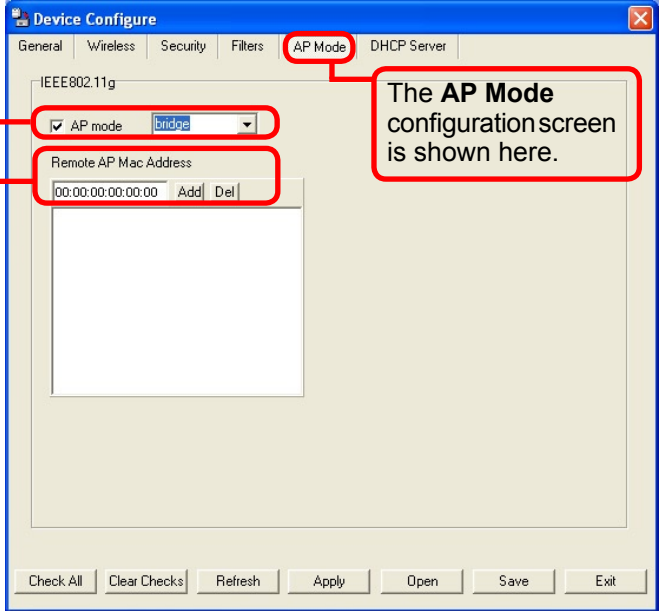 Device Configure
General Wireless Security Filters AP Mode DHCP Server
IEEE802.11g
AP mode bridge
Remote AP Mac Address
00:00:00:00:00:00 Add Del
The AP Mode
configuration screen
is shown here.
Check All Clear Checks Refresh Apply Open Save Exit